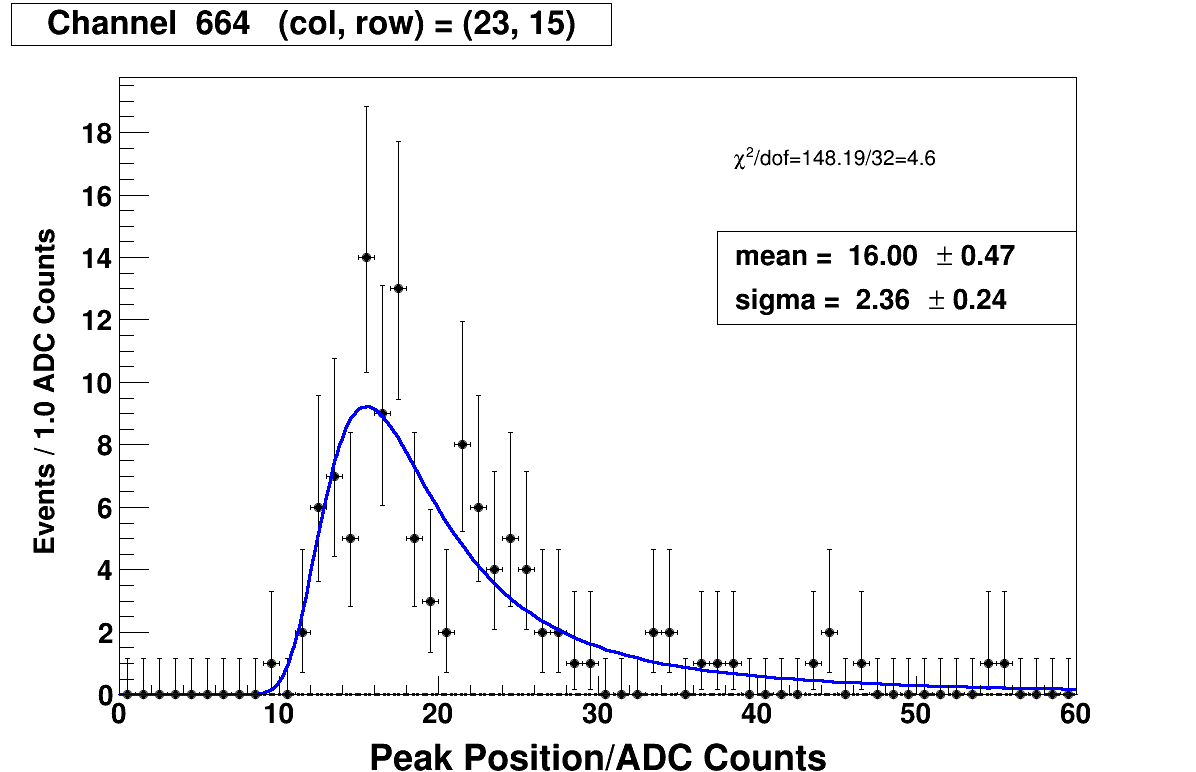 Channel 664 (col, row) = (23, 15)
χ²/dof=148.19/32=4.6
mean = 16.00 ± 0.47
sigma = 2.36 ± 0.24
Events / 1.0 ADC Counts
18
16
14
12
10
8
6
4
2
0
0 10 20 30 40 50 60
Peak Position/ADC Counts